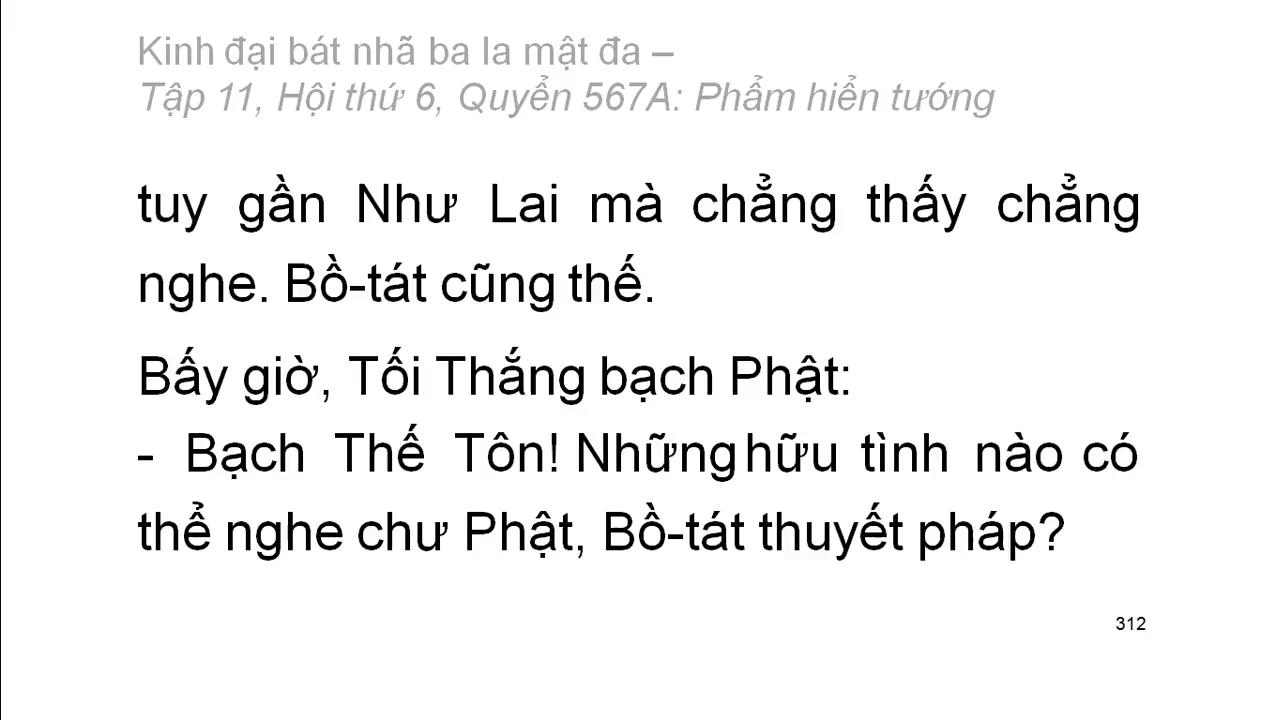 Kinh đại bát nhã ba la mật đa –
Tập 11, Hội thứ 6, Quyển 567A: Phẩm hiển tướng
tuy gần Như Lai mà chẳng thấy chẳng
nghe. Bồ-tát cũng thế.
Bấy giờ, Tối Thắng bạch Phật:
- Bạch Thế Tôn! Những hữu tình nào có
thể nghe chư Phật, Bồ-tát thuyết pháp?
312